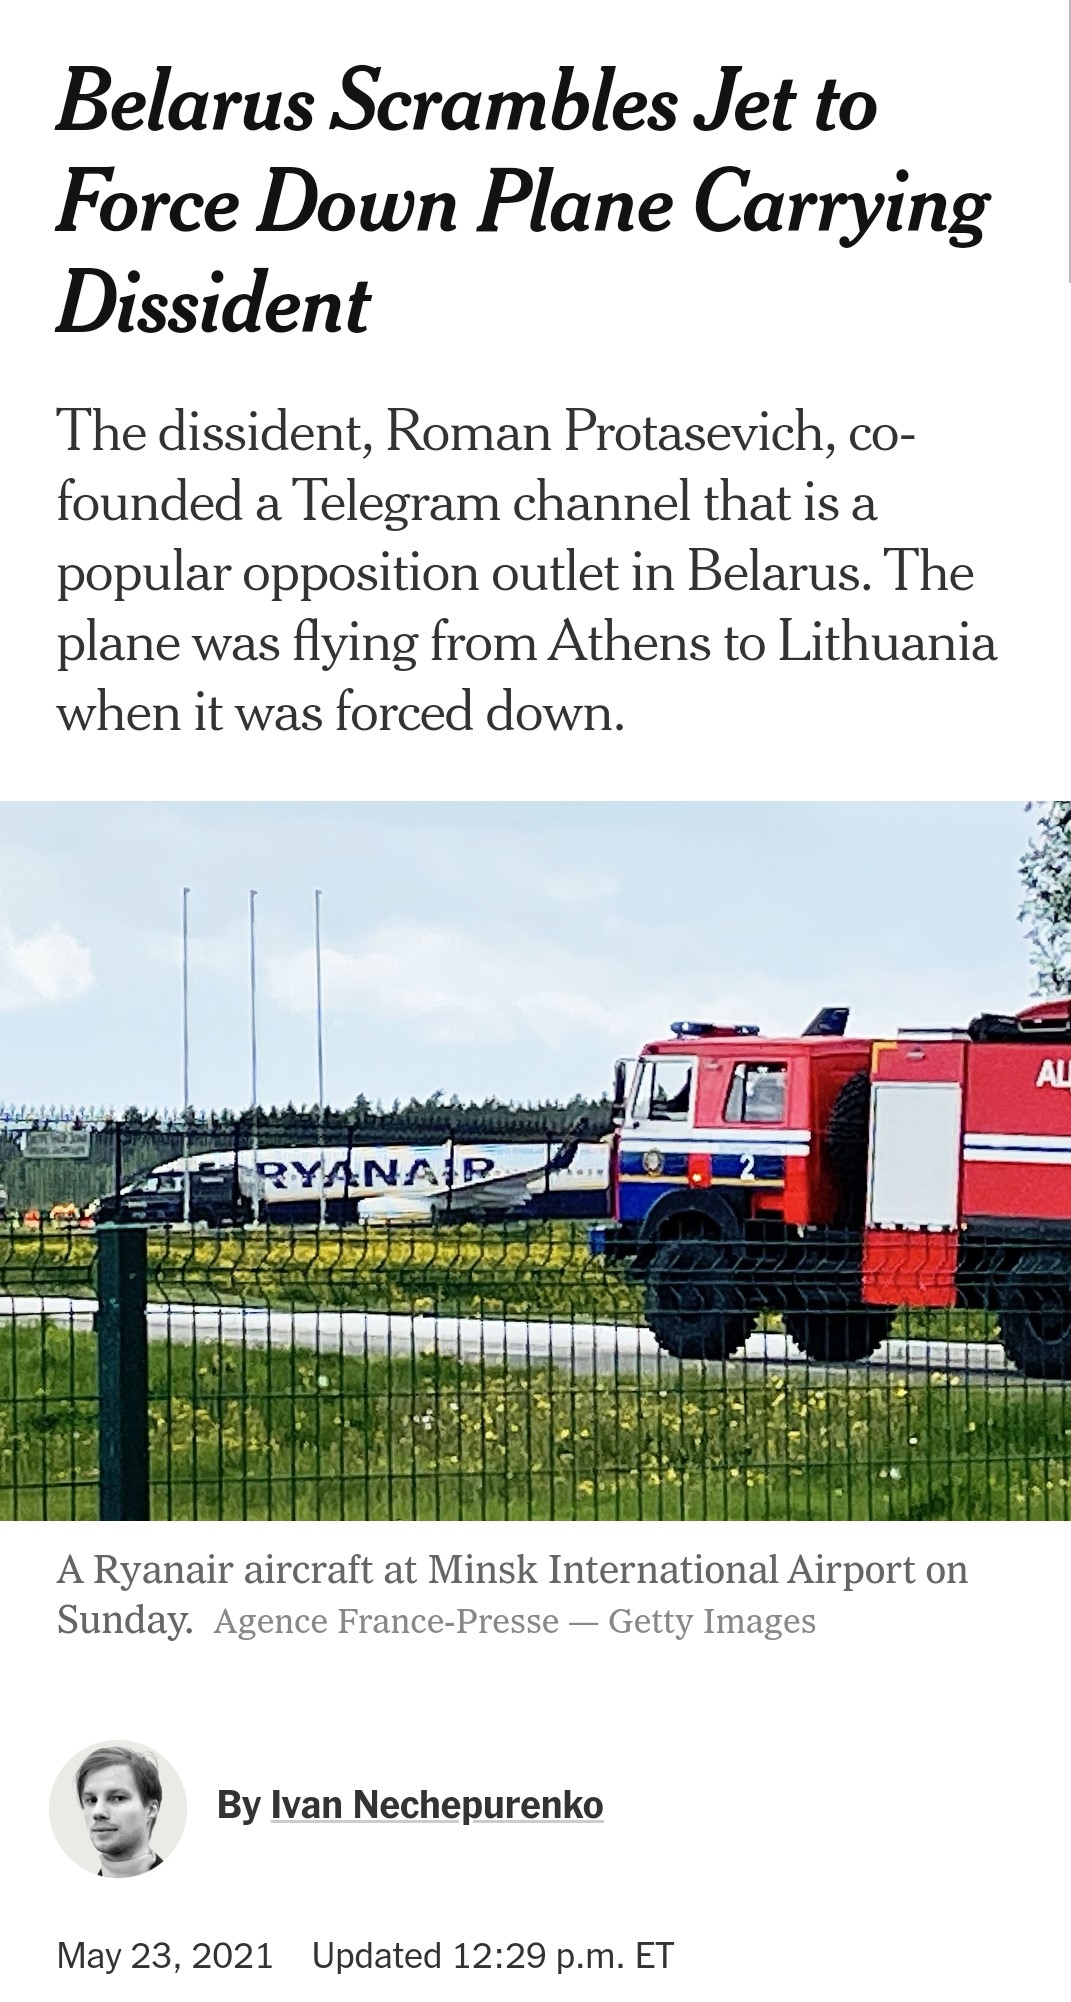 Belarus Scrambles Jet to
Force Down Plane Carrying
Dissident
The dissident, Roman Protasevich, co-
founded a Telegram channel that is a
popular opposition outlet in Belarus. The
plane was flying from Athens to Lithuania
when it was forced down.
RYANAIR
2
A Ryanair aircraft at Minsk International Airport on
Sunday. Agence France-Presse — Getty Images
By Ivan Nechepurenko
May 23, 2021 Updated 12:29 p.m. ET